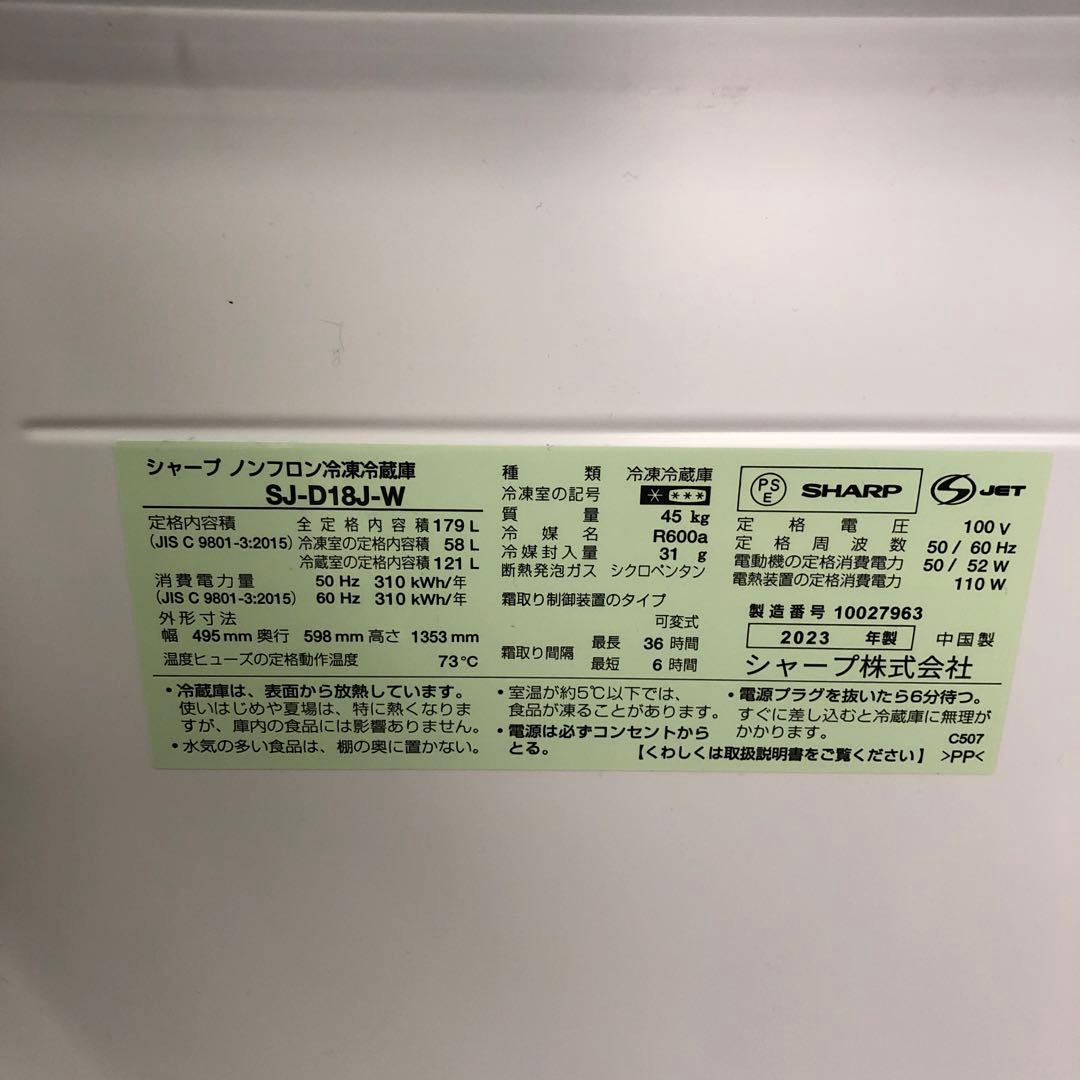 シャープ ノンフロン冷凍冷蔵庫
SJ-D18J-W
定格内容積 全定格内容積 179 L
(JIS C 9801-3:2015) 冷凍室の定格内容積 58 L
冷蔵室の定格内容積 121 L
消費電力量 50 Hz 310 kWh/年
(JIS C 9801-3:2015) 60 Hz 310 kWh/年
外形寸法
幅 495 mm 奥行 598 mm 高さ 1353 mm
温度ヒューズの定格動作温度 73℃
種類 冷凍冷蔵庫
冷凍室の記号 * ***
質量 45 kg
冷媒名 R600a
冷媒封入量 31 g
断熱発泡ガス シクロペンタン
霜取り制御装置のタイプ
可変式
霜取り間隔 最長 36 時間
最短 6 時間
PSE SHARP S JET
定格電圧 100 V
定格周波数 50 / 60 Hz
電動機の定格消費電力 50 / 52 W
電熱装置の定格消費電力 110 W
製造番号 10027963
2023 年製 中国製
シャープ株式会社
・冷蔵庫は、表面から放熱しています。
使いはじめや夏場は、特に熱くなりま
すが、庫内の食品には影響ありません。
・水気の多い食品は、棚の奥に置かない。
・室温が約5℃以下では、
食品が凍ることがあります。
・電源は必ずコンセントから
とる。
・電源プラグを抜いたら6分待つ。
すぐに差し込むと冷蔵庫に無理が
かかります。
C507
【くわしくは取扱説明書をご覧ください】 >PP<